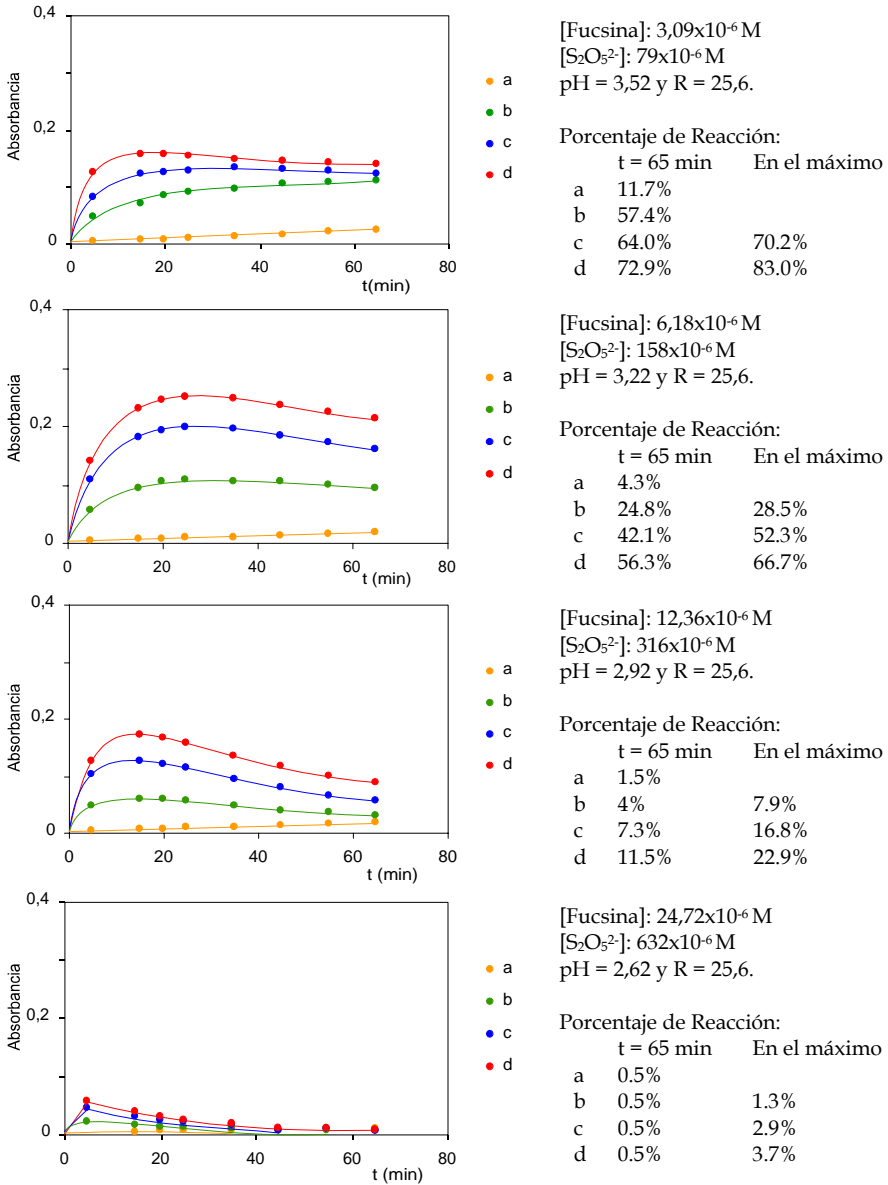 0,4
0,2
0
Absorbancia
0 20 40 60 80
t(min)
a
b
c
d
[Fucsina]: 3,09x10-6 M
[S2O52-]: 79x10-6 M
pH = 3,52 y R = 25,6.
Porcentaje de Reacción:
t = 65 min En el máximo
a 11.7%
b 57.4%
c 64.0% 70.2%
d 72.9% 83.0%
0,4
0,2
0
Absorbancia
0 20 40 60 80
t (min)
a
b
c
d
[Fucsina]: 6,18x10-6 M
[S2O52-]: 158x10-6 M
pH = 3,22 y R = 25,6.
Porcentaje de Reacción:
t = 65 min En el máximo
a 4.3%
b 24.8% 28.5%
c 42.1% 52.3%
d 56.3% 66.7%
0,4
0,2
0
Absorbancia
0 20 40 60 80
t (min)
a
b
c
d
[Fucsina]: 12,36x10-6 M
[S2O52-]: 316x10-6 M
pH = 2,92 y R = 25,6.
Porcentaje de Reacción:
t = 65 min En el máximo
a 1.5%
b 4% 7.9%
c 7.3% 16.8%
d 11.5% 22.9%
0,4
0,2
0
Absorbancia
0 20 40 60 80
t (min)
a
b
c
d
[Fucsina]: 24,72x10-6 M
[S2O52-]: 632x10-6 M
pH = 2,62 y R = 25,6.
Porcentaje de Reacción:
t = 65 min En el máximo
a 0.5%
b 0.5% 1.3%
c 0.5% 2.9%
d 0.5% 3.7%